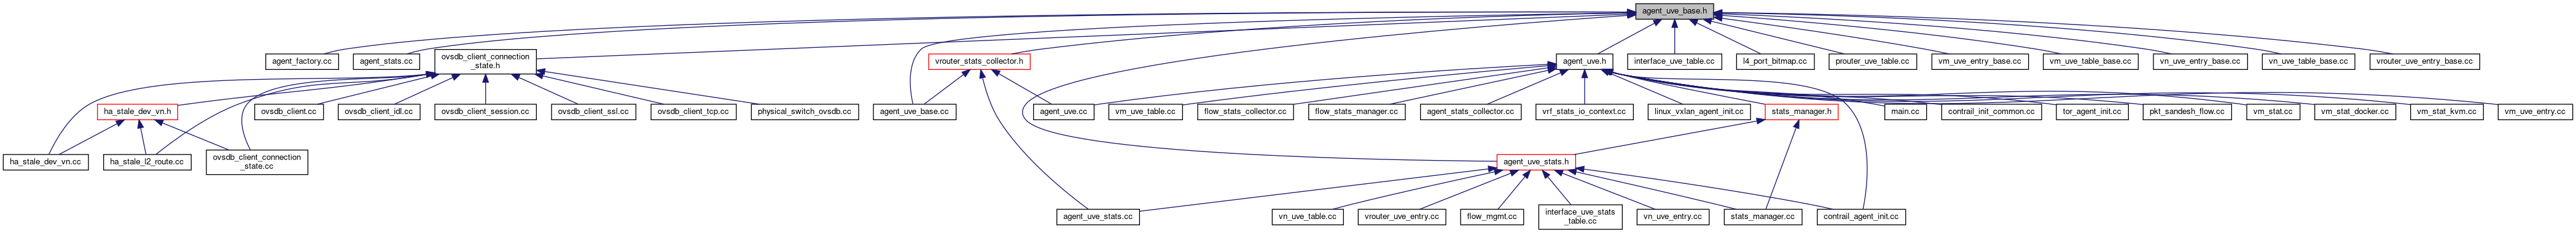 agent_uve_base.h
agent_factory.cc
agent_stats.cc
ovsdb_client_connection
_state.h
vrouter_stats_collector.h
agent_uve.h
interface_uve_table.cc
l4_port_bitmap.cc
prouter_uve_table.cc
vm_uve_entry_base.cc
vm_uve_table_base.cc
vn_uve_entry_base.cc
vn_uve_table_base.cc
vrouter_uve_entry_base.cc
ha_stale_dev_vn.h
ovsdb_client.cc
ovsdb_client_idl.cc
ovsdb_client_session.cc
ovsdb_client_ssl.cc
ovsdb_client_tcp.cc
physical_switch_ovsdb.cc
agent_uve_base.cc
agent_uve.cc
vm_uve_table.cc
flow_stats_collector.cc
flow_stats_manager.cc
agent_stats_collector.cc
vrf_stats_io_context.cc
linux_vxlan_agent_init.cc
stats_manager.h
main.cc
contrail_init_common.cc
tor_agent_init.cc
pkt_sandesh_flow.cc
vm_stat.cc
vm_stat_docker.cc
vm_stat_kvm.cc
vm_uve_entry.cc
ha_stale_dev_vn.cc
ha_stale_l2_route.cc
ovsdb_client_connection
_state.cc
agent_uve_stats.h
agent_uve_stats.cc
vn_uve_table.cc
vrouter_uve_entry.cc
flow_mgmt.cc
interface_uve_stats
_table.cc
vn_uve_entry.cc
stats_manager.cc
contrail_agent_init.cc